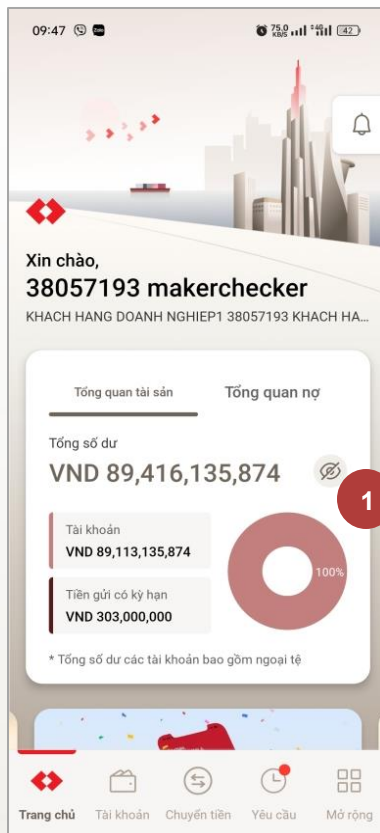 09:47 Zalo 75.0 KB/S 4G 42
Xin chào,
38057193 makerchecker
KHACH HANG DOANH NGHIEP1 38057193 KHACH HA...
Tổng quan tài sản Tổng quan nợ
Tổng số dư
VND 89,416,135,874
1
Tài khoản
VND 89,113,135,874
100%
Tiền gửi có kỳ hạn
VND 303,000,000
* Tổng số dư các tài khoản bao gồm ngoại tệ
Trang chủ Tài khoản Chuyển tiền Yêu cầu Mở rộng